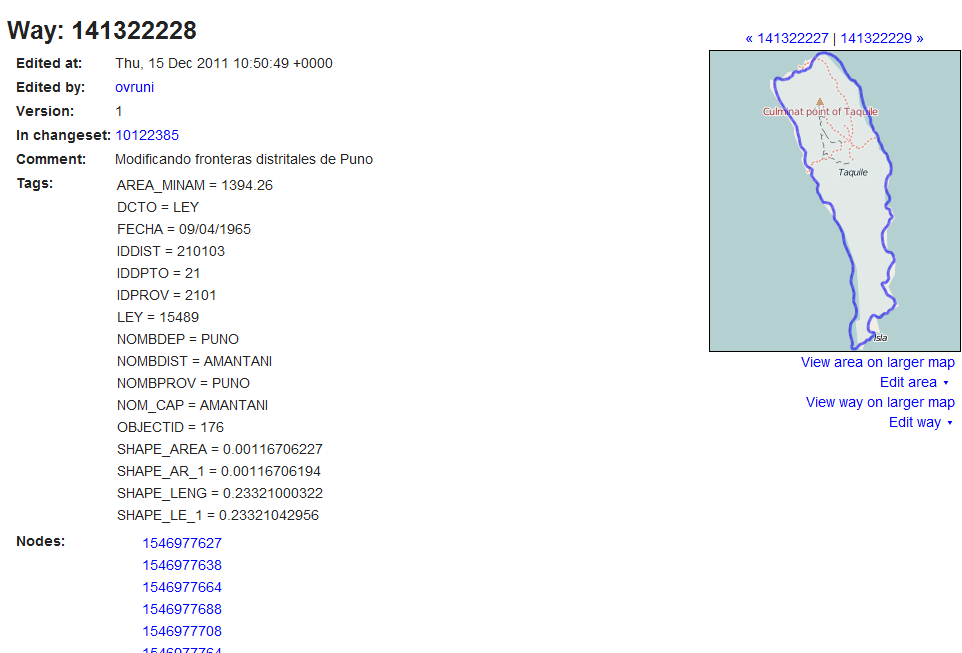 Way: 141322228
« 141322227 | 141322229 »
Edited at: Thu, 15 Dec 2011 10:50:49 +0000
Edited by: ovruni
Version: 1
In changeset: 10122385
Comment: Modificando fronteras distritales de Puno
Tags: AREA_MINAM = 1394.26
DCTO = LEY
FECHA = 09/04/1965
IDDIST = 210103
IDDPTO = 21
IDPROV = 2101
LEY = 15489
NOMBDEP = PUNO
NOMBDIST = AMANTANI
NOMBPROV = PUNO
NOM_CAP = AMANTANI
OBJECTID = 176
SHAPE_AREA = 0.00116706227
SHAPE_AR_1 = 0.00116706194
SHAPE_LENG = 0.23321000322
SHAPE_LE_1 = 0.23321042956
Nodes: 1546977627
1546977638
1546977664
1546977688
1546977708
1546977764
Culminat point of Taquile
Taquile
Isla
View area on larger map
Edit area
View way on larger map
Edit way